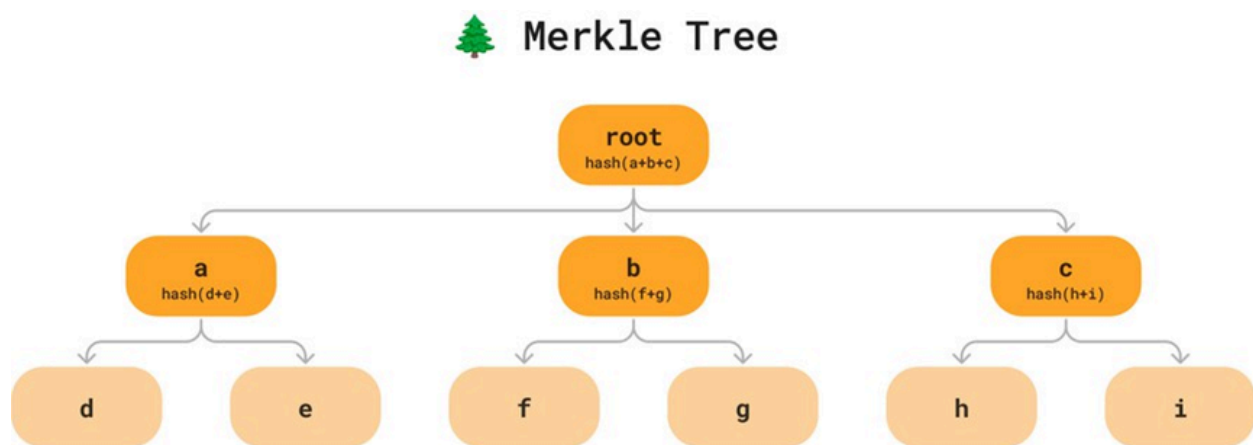 🌲 Merkle Tree
root
hash(a+b+c)
a
hash(d+e)
b
hash(f+g)
c
hash(h+i)
d
e
f
g
h
i